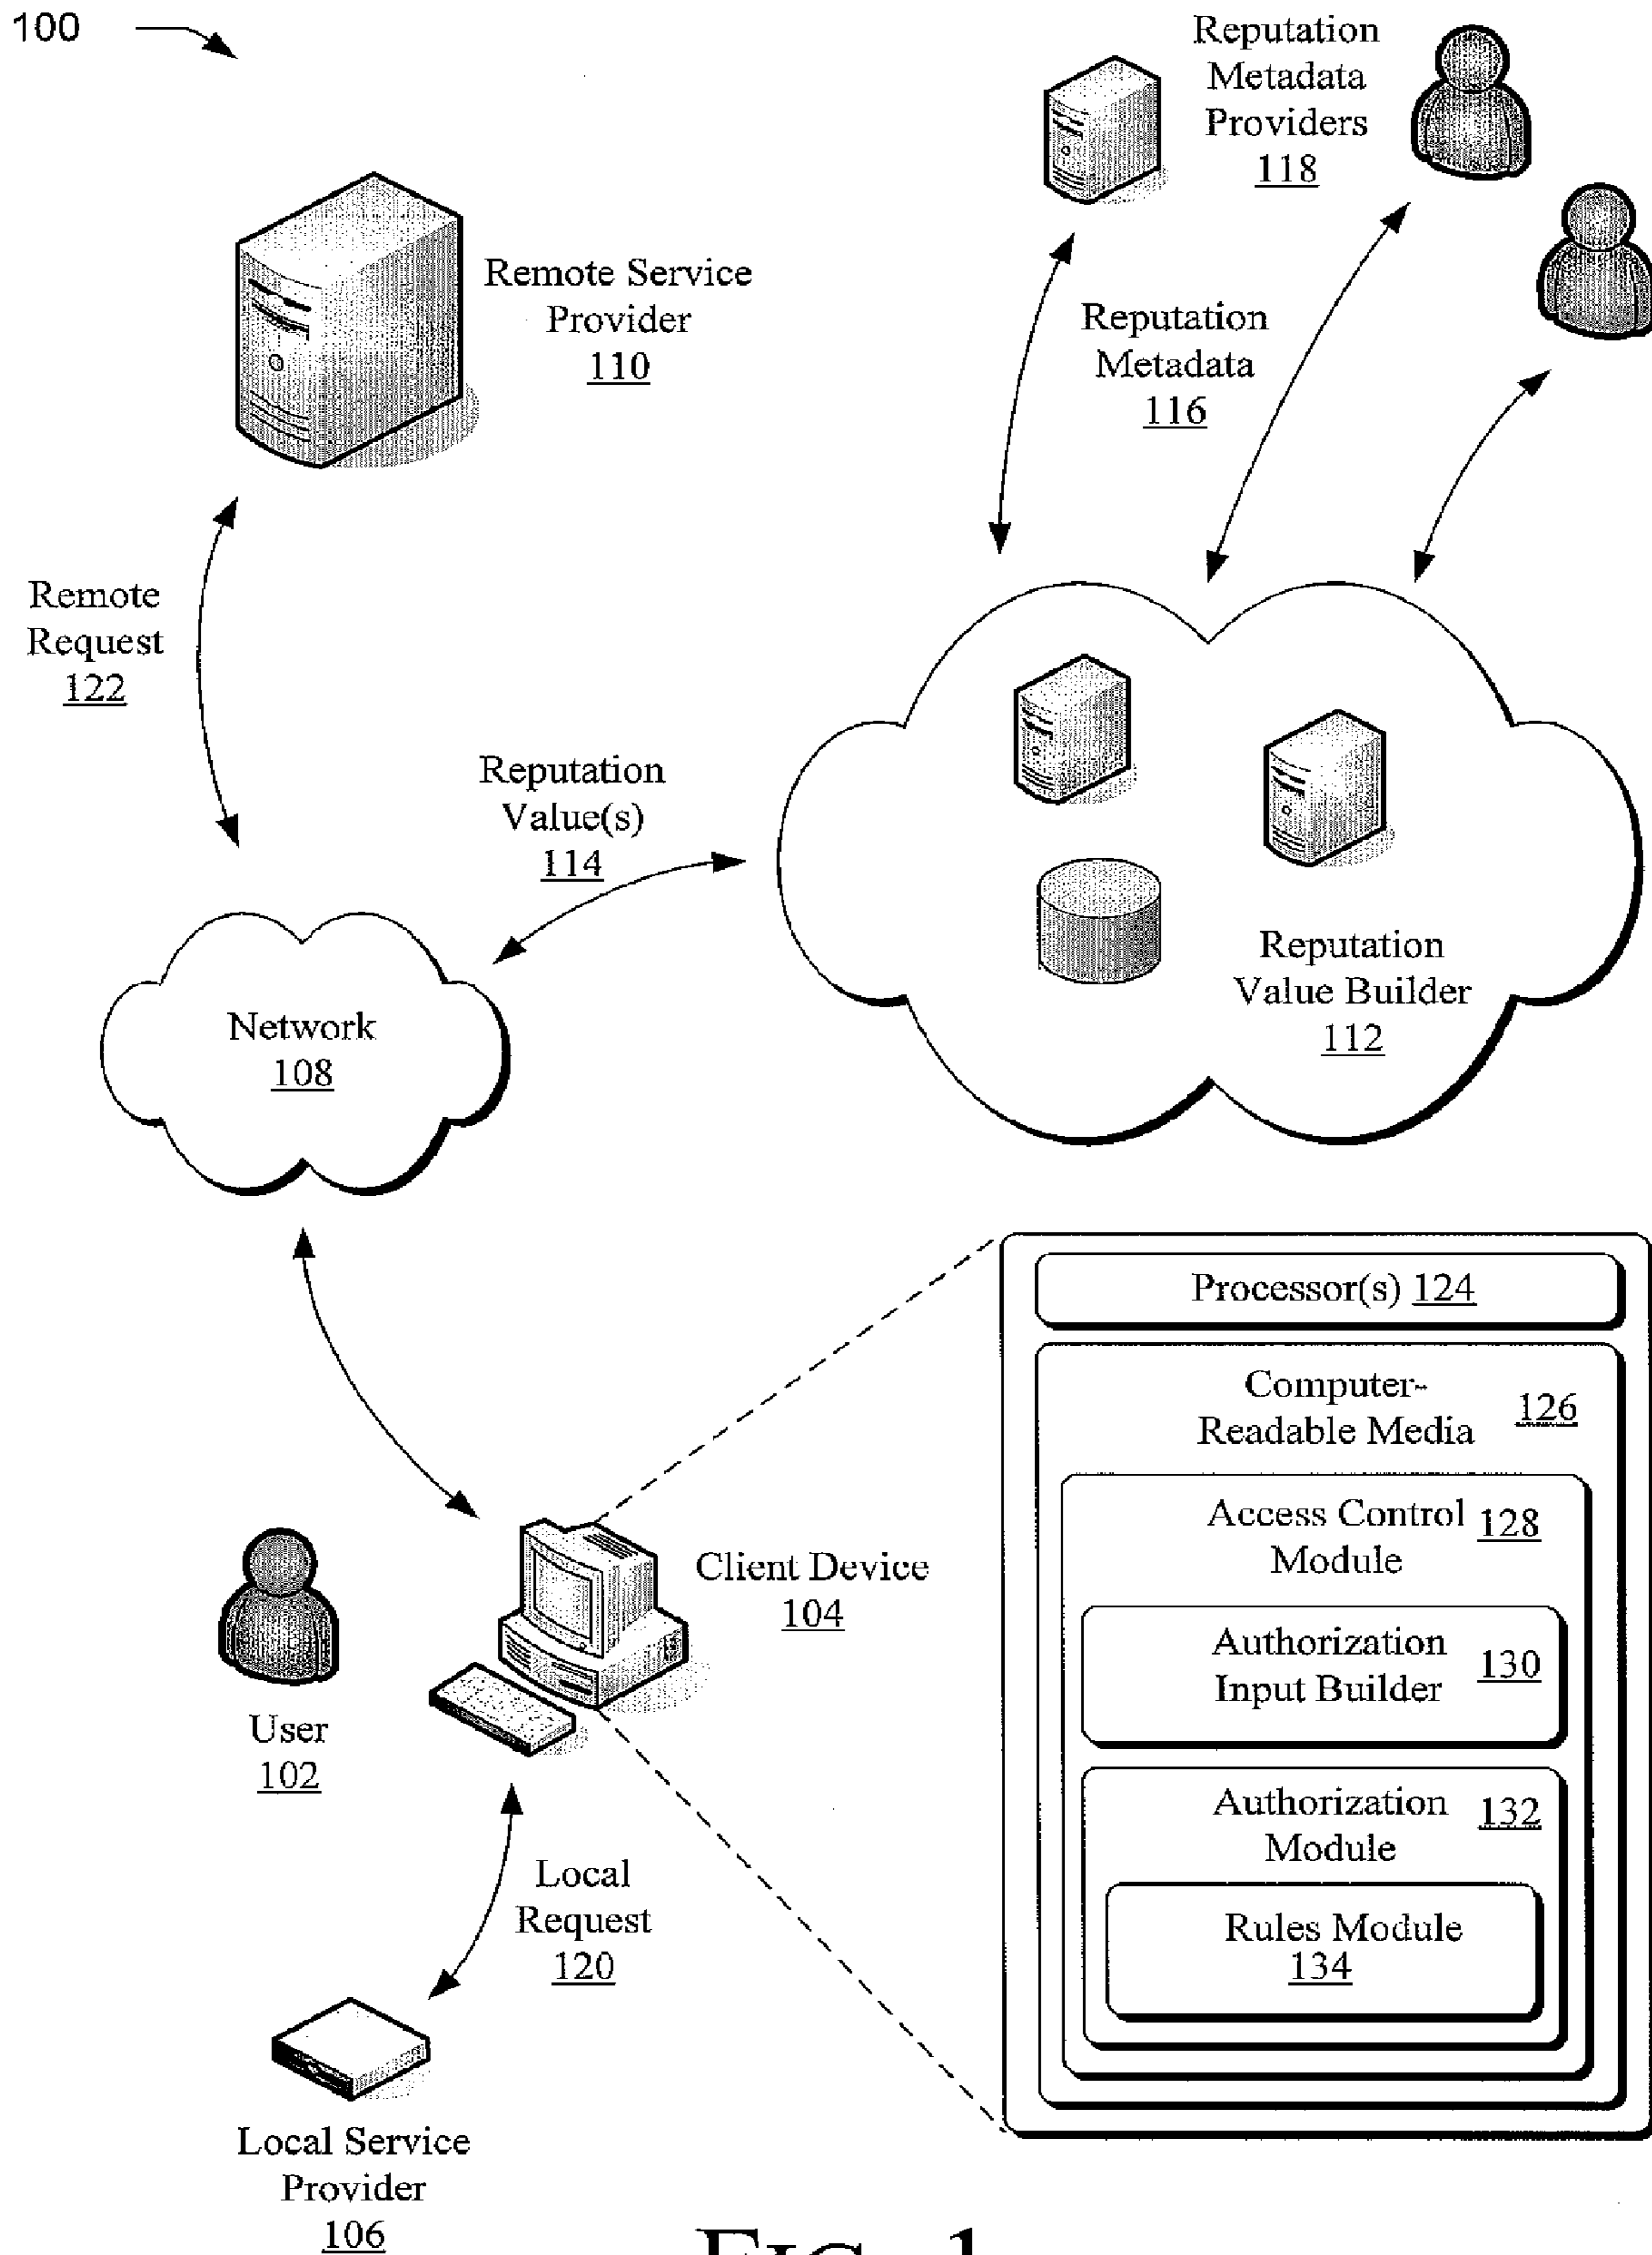 100
Reputation
Metadata
Providers
118
Remote Service
Provider
110
Reputation
Metadata
116
Remote
Request
122
Reputation
Value(s)
114
Reputation
Value Builder
112
Network
108
Processor(s) 124
Computer-
Readable Media 126
Access Control 128
Module
Client Device
104
Authorization
Input Builder 130
User
102
Authorization 132
Module
Local
Request
120
Rules Module
134
Local Service
Provider
106
FIG. 1